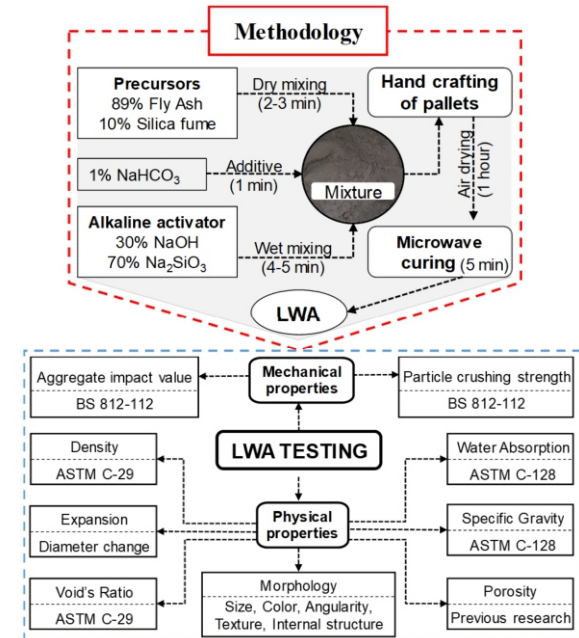 Methodology
Precursors
89% Fly Ash
10% Silica fume
Dry mixing
(2-3 min)
Hand crafting
of pallets
1% NaHCO₃
Additive
(1 min)
Mixture
Air drying
(1 hour)
Alkaline activator
30% NaOH
70% Na₂SiO₃
Wet mixing
(4-5 min)
Microwave
curing (5 min)
LWA
Aggregate impact value
BS 812-112
Mechanical
properties
Particle crushing strength
BS 812-112
LWA TESTING
Density
ASTM C-29
Water Absorption
ASTM C-128
Expansion
Diameter change
Physical
properties
Specific Gravity
ASTM C-128
Void's Ratio
ASTM C-29
Morphology
Size, Color, Angularity,
Texture, Internal structure
Porosity
Previous research